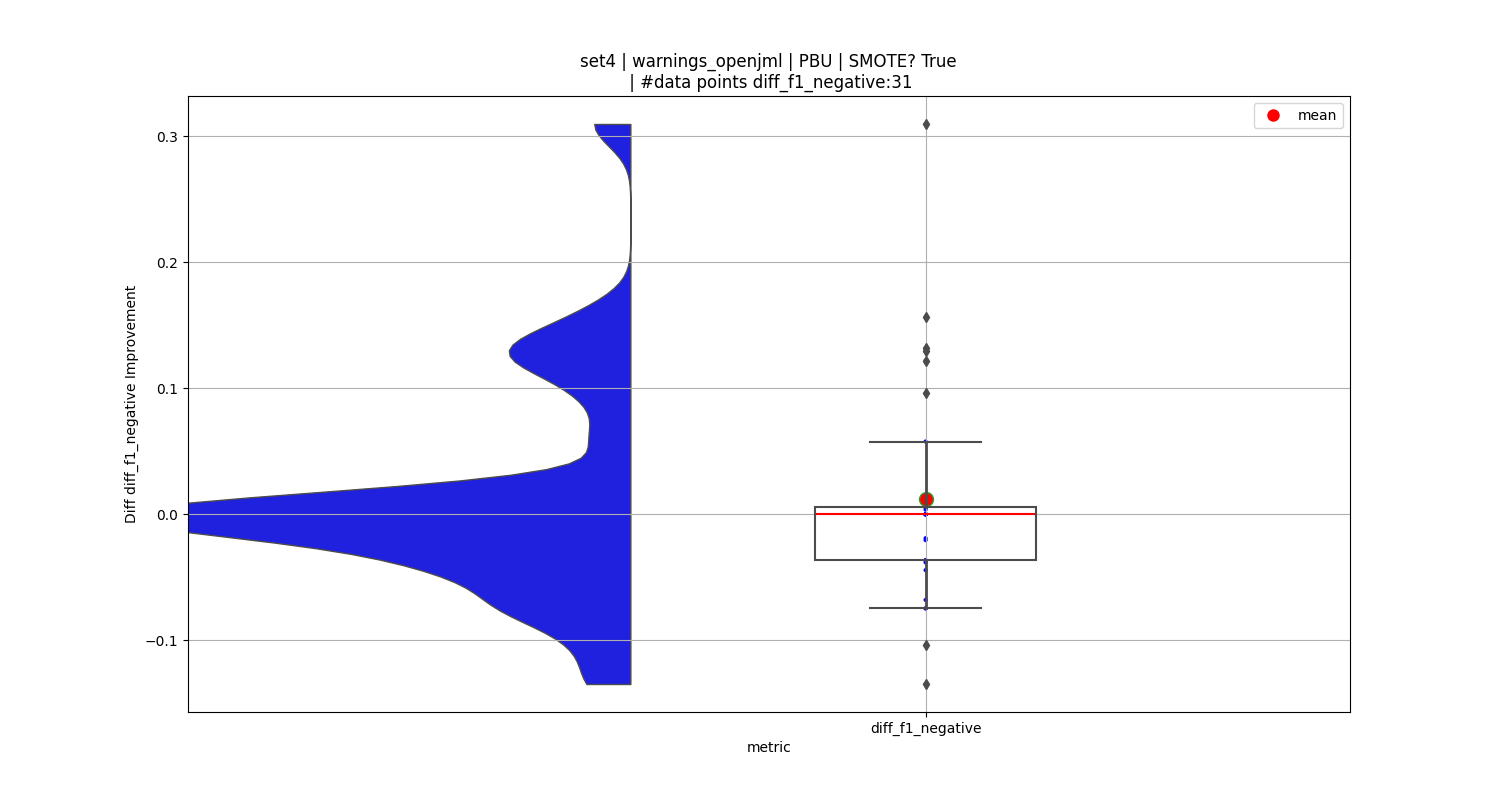 set4 | warnings_openjml | PBU | SMOTE? True
| #data points diff_f1_negative:31
mean
0.3
0.2
0.1
0.0
−0.1
Diff diff_f1_negative Improvement
diff_f1_negative
metric